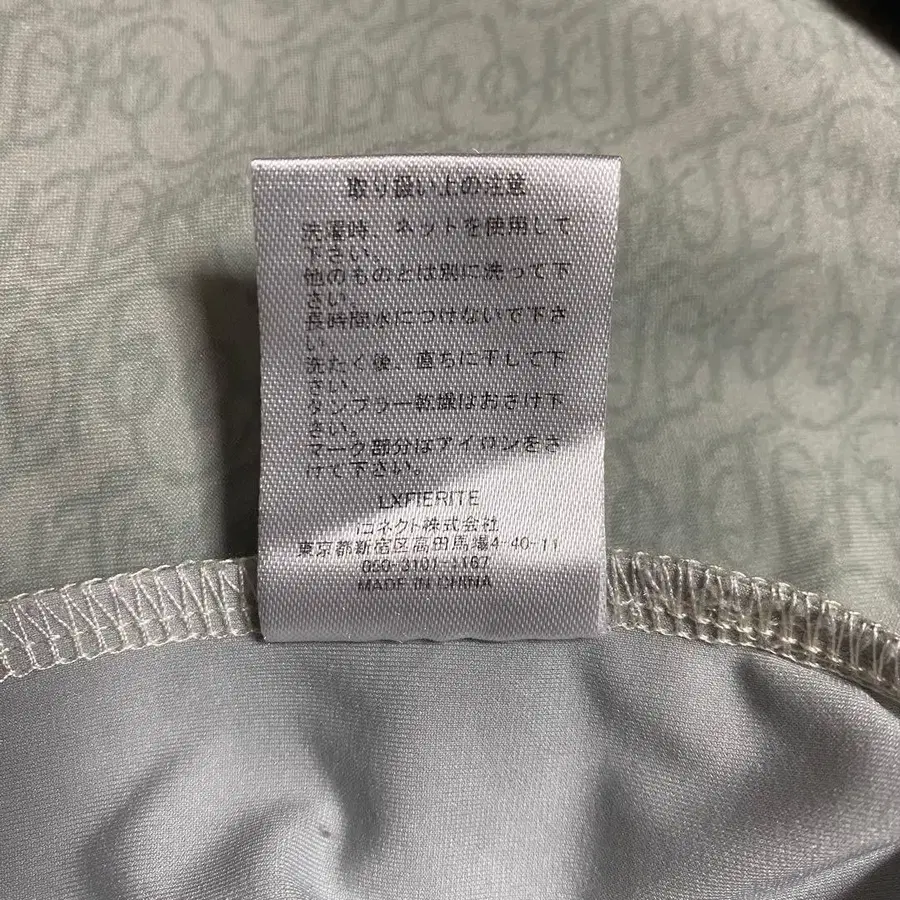 取り扱い上の注意
洗濯時、ネットを使用して
下さい。
他のものとは別に洗って下
さい。
長時間水につけないで下さ
い。
洗たく後、直ちに干して下
さい。
タンブラー乾燥はおさけ下
さい。
マーク部分はアイロンをさ
けて下さい。
LXFIERITE
コネクト株式会社
東京都新宿区高田馬場4-40-11
MADE IN CHINA